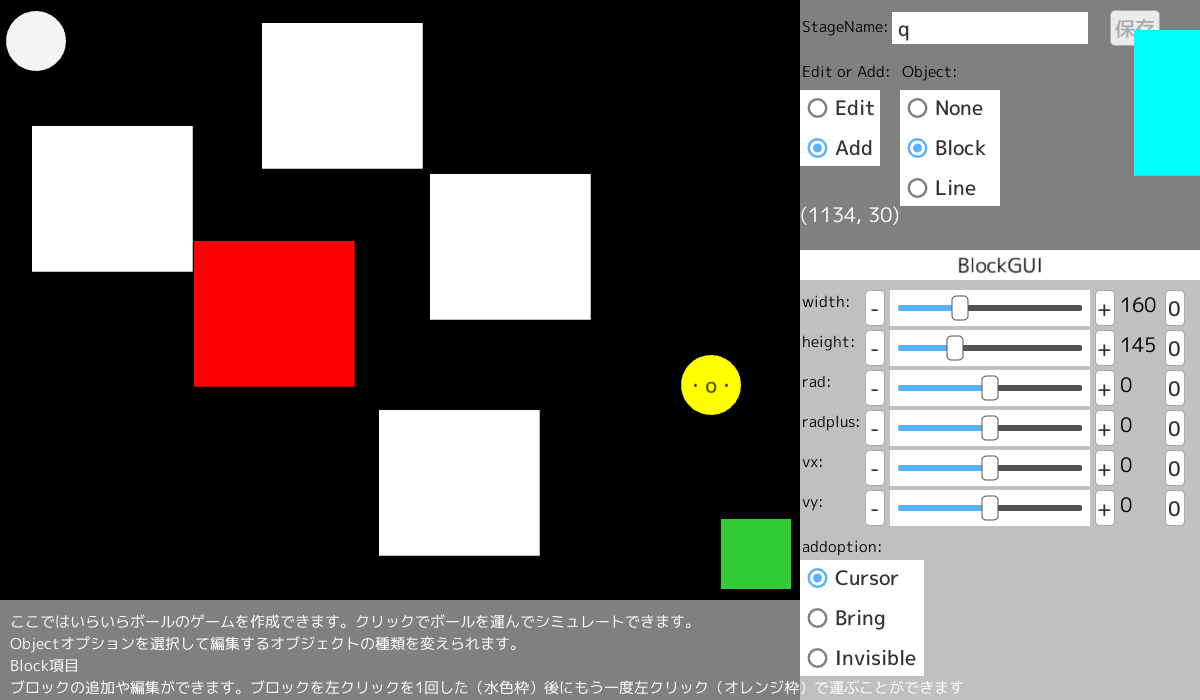 StageName: q 保存
Edit or Add: Object:
Edit None
Add Block
Line
(1134, 30)
BlockGUI
width: - + 160 0
height: - + 145 0
rad: - + 0 0
radplus: - + 0 0
vx: - + 0 0
vy: - + 0 0
・o・
addoption:
Cursor
Bring
Invisible
ここではいらいらボールのゲームを作成できます。クリックでボールを運んでシミュレートできます。
Objectオプションを選択して編集するオブジェクトの種類を変えられます。
Block項目
ブロックの追加や編集ができます。ブロックを左クリックを1回した（水色枠）後にもう一度左クリック（オレンジ枠）で運ぶことができます